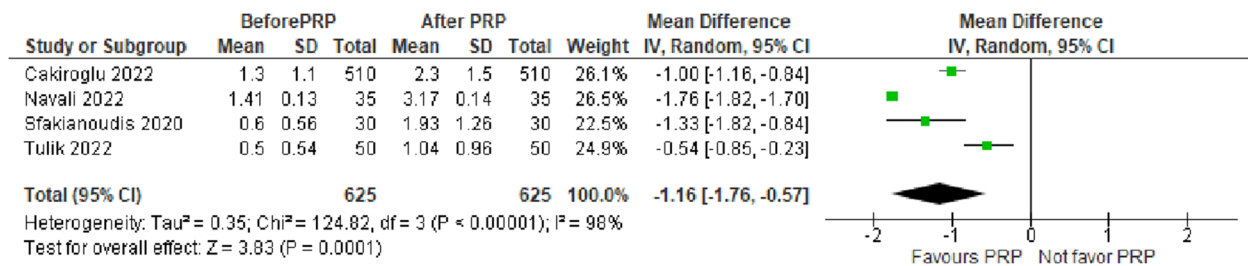 BeforePRP After PRP Mean Difference Mean Difference
Study or Subgroup Mean SD Total Mean SD Total Weight IV, Random, 95% CI IV, Random, 95% CI
Cakiroglu 2022 1.3 1.1 510 2.3 1.5 510 26.1% -1.00 [-1.16, -0.84]
Navali 2022 1.41 0.13 35 3.17 0.14 35 26.5% -1.76 [-1.82, -1.70]
Sfakianoudis 2020 0.6 0.56 30 1.93 1.26 30 22.5% -1.33 [-1.82, -0.84]
Tulik 2022 0.5 0.54 50 1.04 0.96 50 24.9% -0.54 [-0.85, -0.23]
Total (95% CI) 625 625 100.0% -1.16 [-1.76, -0.57]
Heterogeneity: Tau² = 0.35; Chi² = 124.82, df = 3 (P < 0.00001); I² = 98%
Test for overall effect: Z = 3.83 (P = 0.0001)
-2 -1 0 1 2
Favours PRP Not favor PRP